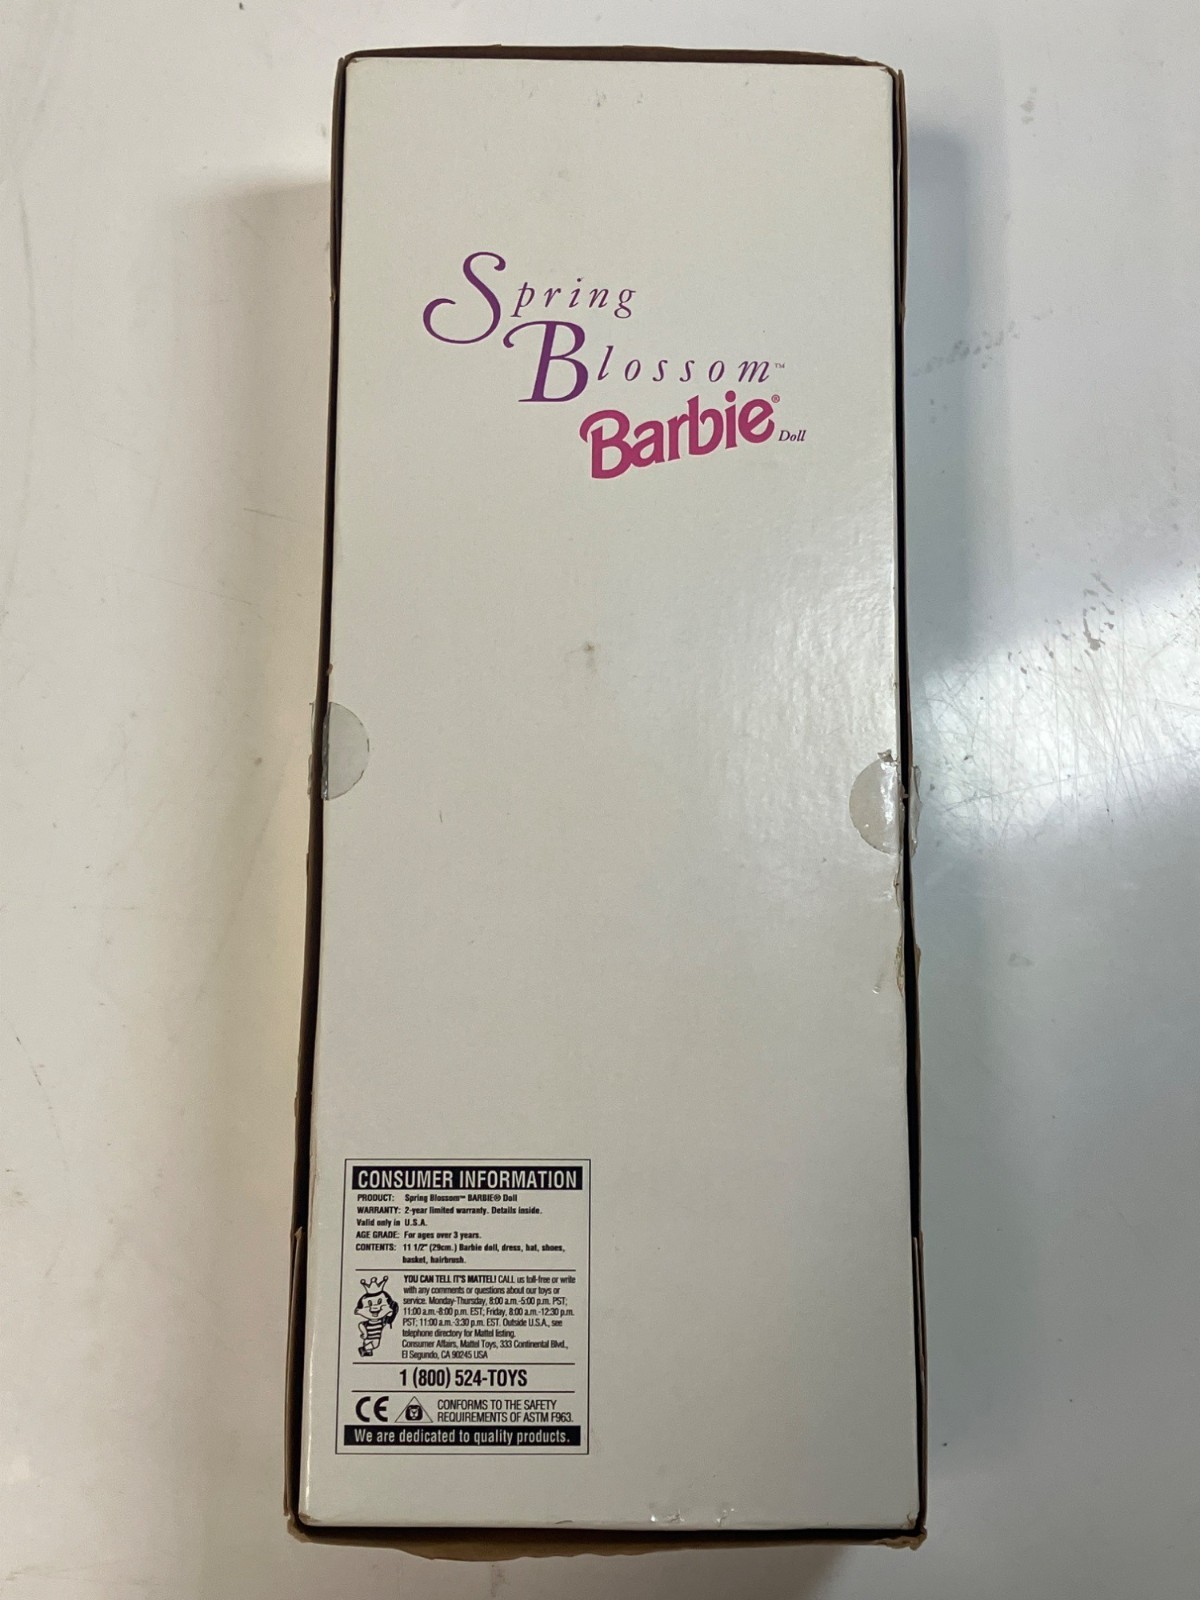 Spring
Blossom™
Barbie® Doll
CONSUMER INFORMATION
PRODUCT: Spring Blossom™ BARBIE® Doll
WARRANTY: 2-year limited warranty. Details inside.
Valid only in U.S.A.
AGE GRADE: For ages over 3 years.
CONTENTS: 11 1/2" (29cm.) Barbie doll, dress, hat, shoes,
basket, hairbrush.
YOU CAN TELL IT'S MATTEL! CALL us toll-free or write
with any comments or questions about our toys or
service. Monday-Thursday, 8:00 a.m.-5:00 p.m. PST;
11:00 a.m.-8:00 p.m. EST; Friday, 8:00 a.m.-12:30 p.m.
PST; 11:00 a.m.-3:30 p.m. EST. Outside U.S.A., see
telephone directory for Mattel listing.
Consumer Affairs, Mattel Toys, 333 Continental Blvd.,
El Segundo, CA 90245 USA
1 (800) 524-TOYS
CE CONFORMS TO THE SAFETY
REQUIREMENTS OF ASTM F963.
We are dedicated to quality products.